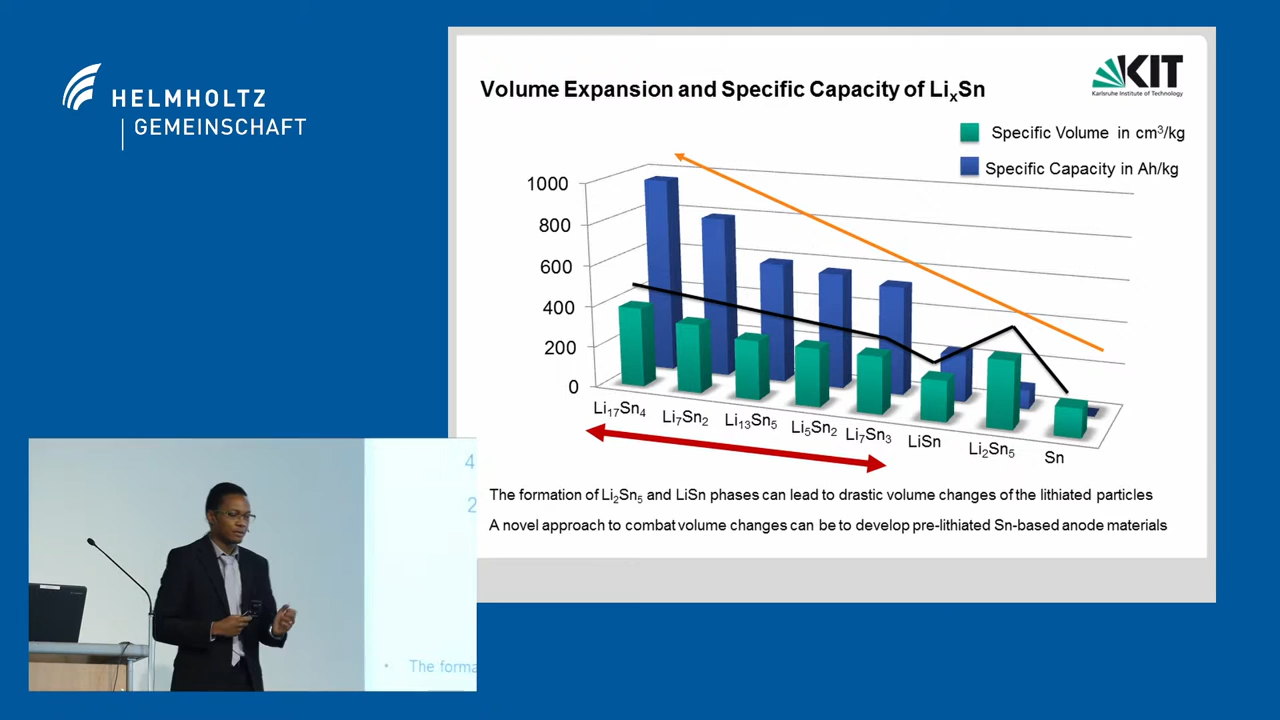 HELMHOLTZ
GEMEINSCHAFT
Volume Expansion and Specific Capacity of LiₓSn
KIT
Karlsruhe Institute of Technology
Specific Volume in cm³/kg
Specific Capacity in Ah/kg
1000
800
600
400
200
0
Li₁₇Sn₄
Li₇Sn₂
Li₁₃Sn₅
Li₅Sn₂
Li₇Sn₃
LiSn
Li₂Sn₅
Sn
The formation of Li₂Sn₅ and LiSn phases can lead to drastic volume changes of the lithiated particles
A novel approach to combat volume changes can be to develop pre-lithiated Sn-based anode materials
4
2
• The forma